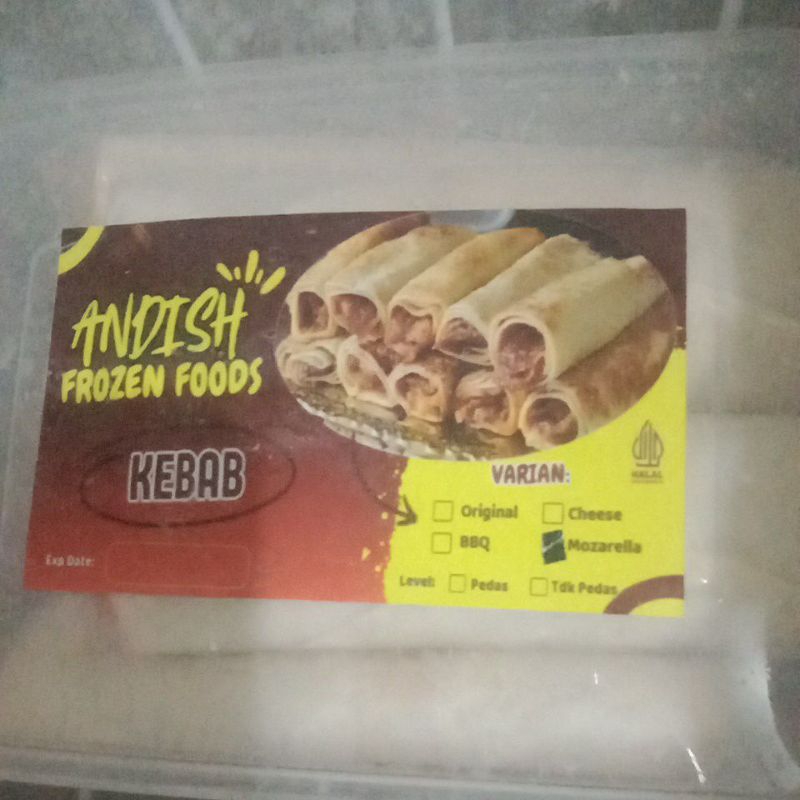 ANDISH
FROZEN FOODS
KEBAB
Exp Date:
VARIAN:
Original
Cheese
BBQ
Mozarella
Level:
Pedas
Tdk Pedas
HALAL